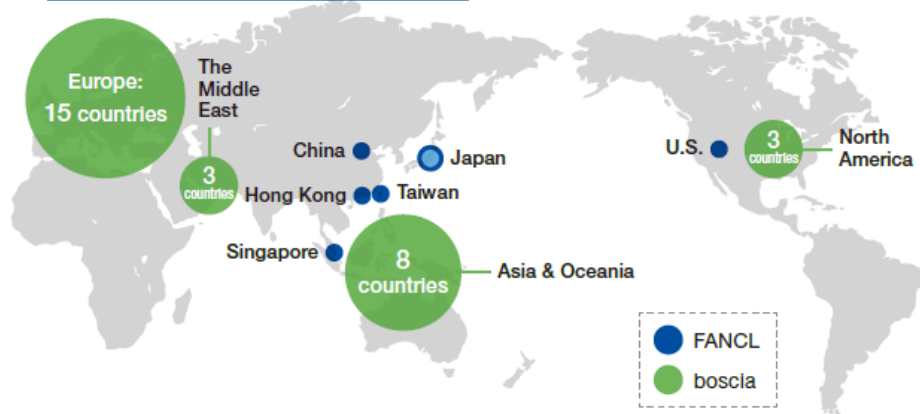 Europe:
15 countries
The
Middle
East
3
countries
China
Japan
Hong Kong
Taiwan
Singapore
8
countries
Asia & Oceania
U.S.
3
countries
North
America
FANCL
boscia